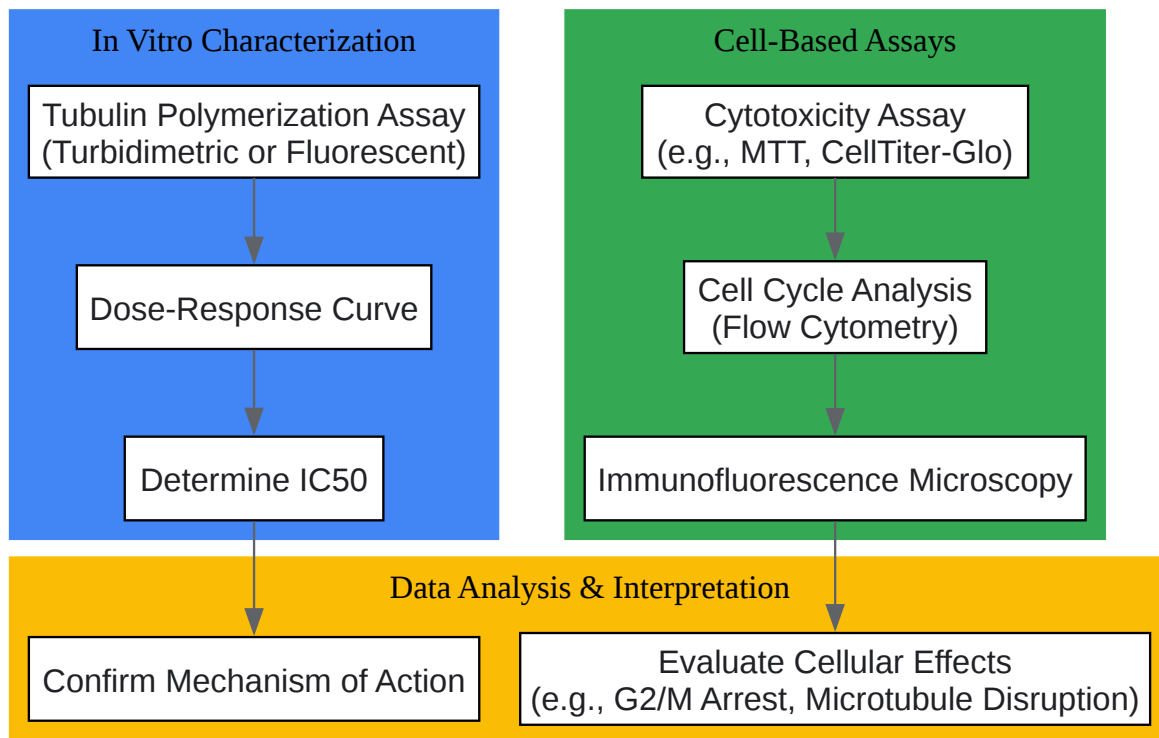 In Vitro Characterization
Tubulin Polymerization Assay
(Turbidimetric or Fluorescent)
Dose-Response Curve
Determine IC50
Cell-Based Assays
Cytotoxicity Assay
(e.g., MTT, CellTiter-Glo)
Cell Cycle Analysis
(Flow Cytometry)
Immunofluorescence Microscopy
Data Analysis & Interpretation
Confirm Mechanism of Action
Evaluate Cellular Effects
(e.g., G2/M Arrest, Microtubule Disruption)